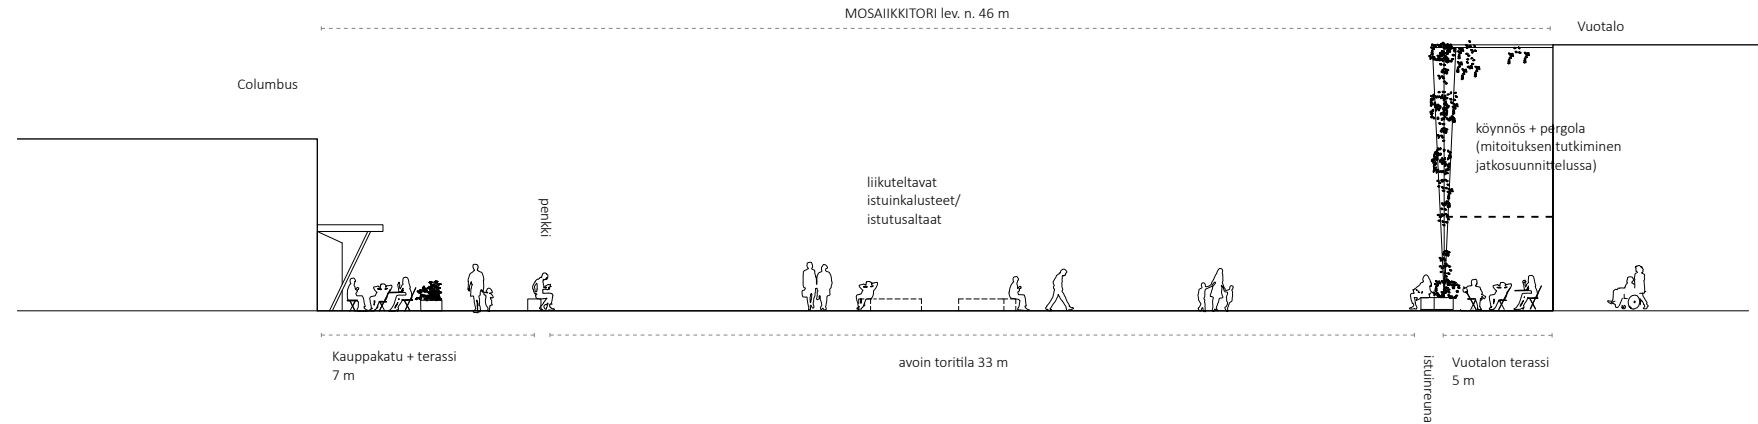 MOSAIIKKITORI lev. n. 46 m
Vuotalo
Columbus
köynnös + pergola
(mitoituksen tutkiminen
jatkosuunnittelussa)
liikuteltavat
istuinkalusteet/
istutusaltaat
penkki
Kauppakatu + terassi
7 m
avoin toritila 33 m
istuinreuna
Vuotalon terassi
5 m